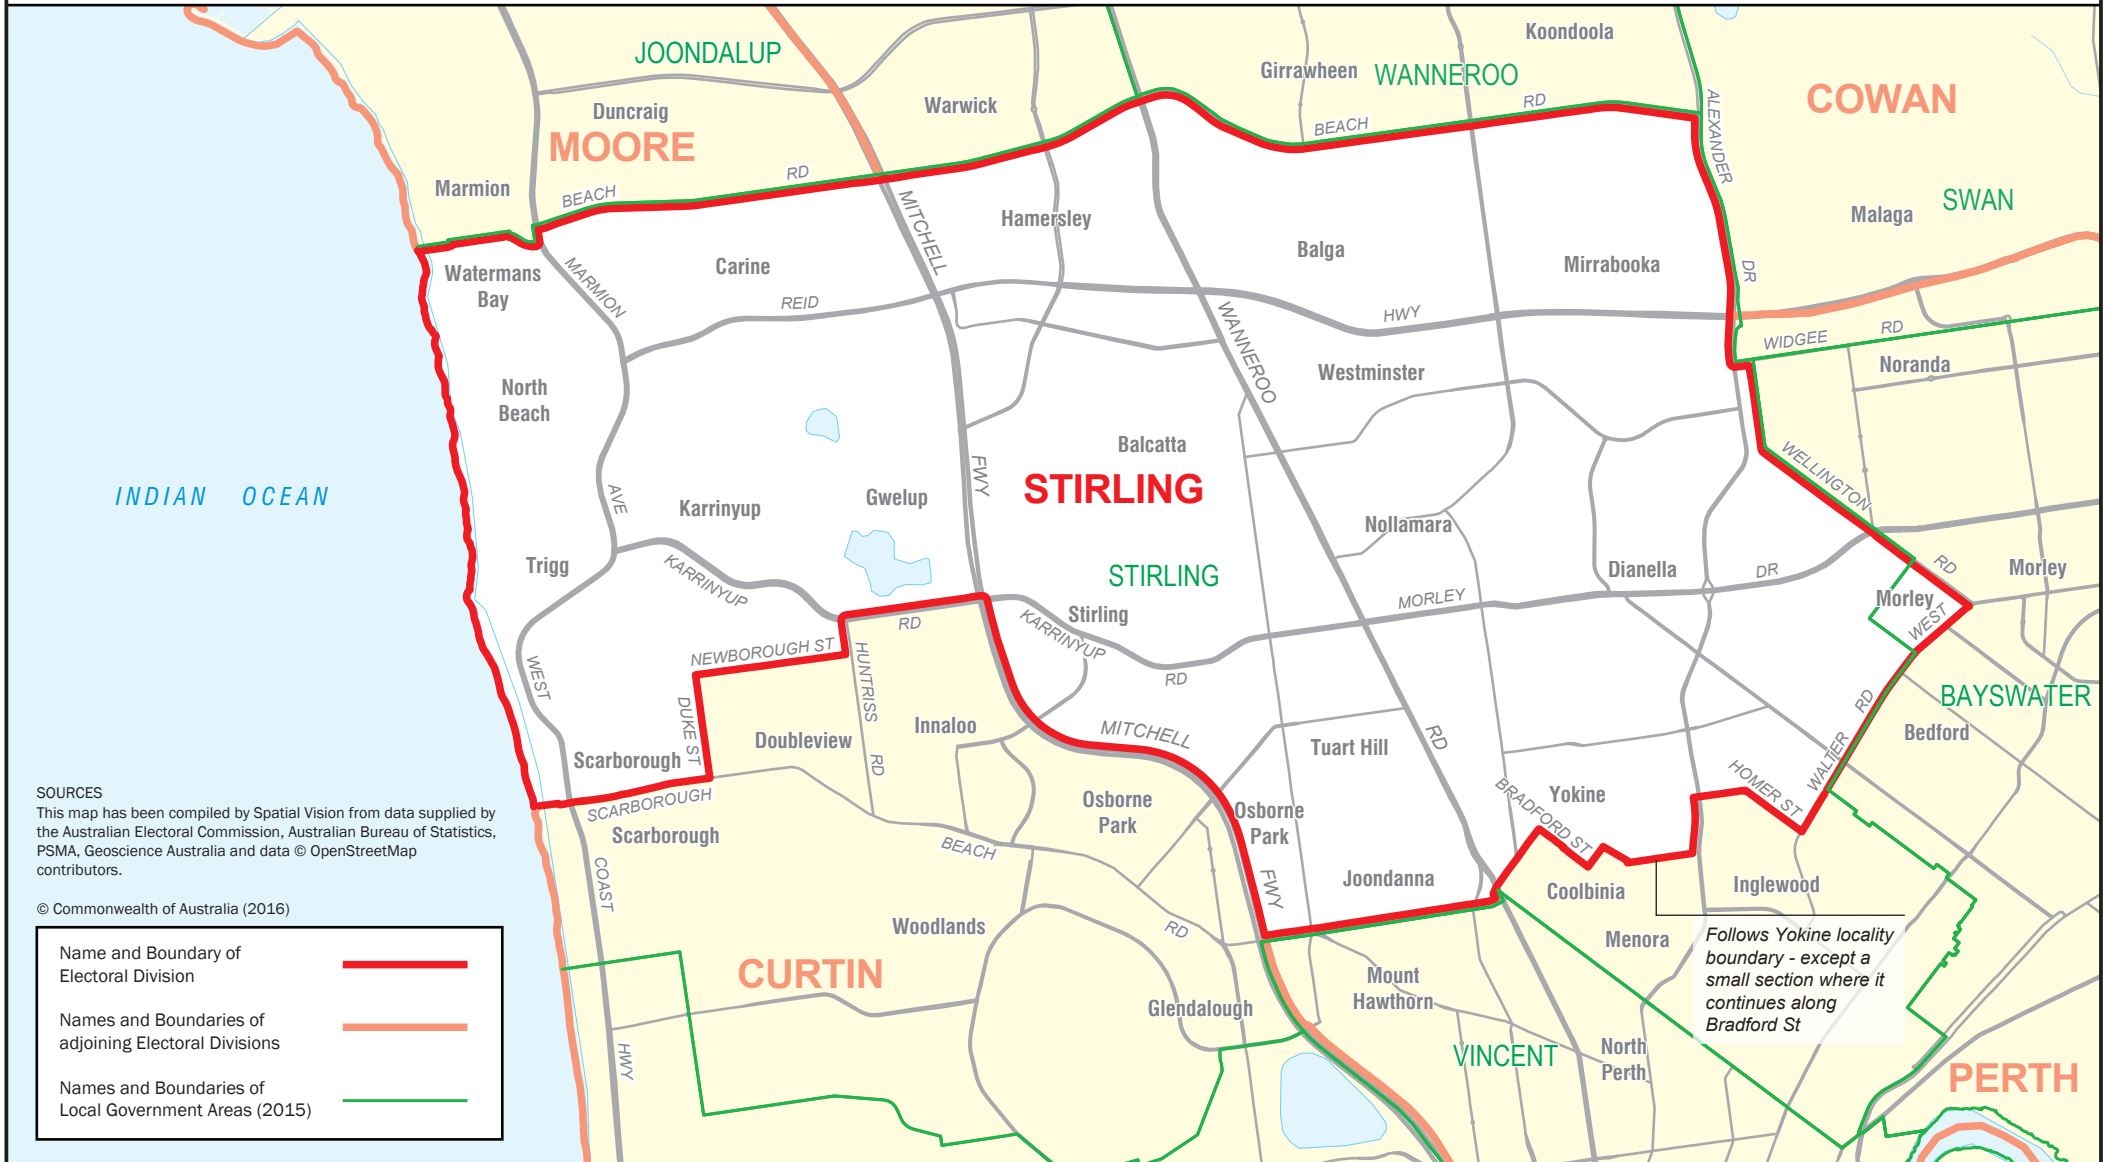 JOONDALUP
Koondoola
Girrawheen
WANNEROO
COWAN
Duncraig
Warwick
MOORE
BEACH
RD
ALEXANDER
Marmion
BEACH
RD
MITCHELL
Hamersley
Malaga
SWAN
Balga
Mirrabooka
DR
Watermans
Bay
MARMION
Carine
REID
HWY
WANNEROO
WIDGEE
RD
Noranda
Westminster
North
Beach
Balcatta
FWY
WELLINGTON
INDIAN OCEAN
AVE
Karrinyup
Gwelup
STIRLING
Nollamara
Trigg
KARRINYUP
STIRLING
Dianella
DR
RD
Morley
MORLEY
Morley
WEST
Stirling
KARRINYUP
RD
RD
NEWBOROUGH ST
HUNTRISS
WEST
DUKE ST
BAYSWATER
RD
Bedford
Innaloo
Doubleview
RD
MITCHELL
Tuart Hill
RD
WALTER
HOMER ST
Scarborough
SCARBOROUGH
Scarborough
BEACH
Osborne
Park
Osborne
Park
BRADFORD ST
Yokine
COAST
FWY
Joondanna
Coolbinia
Inglewood
Woodlands
RD
Menora
Follows Yokine locality
boundary - except a
small section where it
continues along
Bradford St
CURTIN
Mount
Hawthorn
Glendalough
HWY
VINCENT
North
Perth
PERTH
SOURCES
This map has been compiled by Spatial Vision from data supplied by
the Australian Electoral Commission, Australian Bureau of Statistics,
PSMA, Geoscience Australia and data © OpenStreetMap
contributors.
© Commonwealth of Australia (2016)
Name and Boundary of
Electoral Division
Names and Boundaries of
adjoining Electoral Divisions
Names and Boundaries of
Local Government Areas (2015)